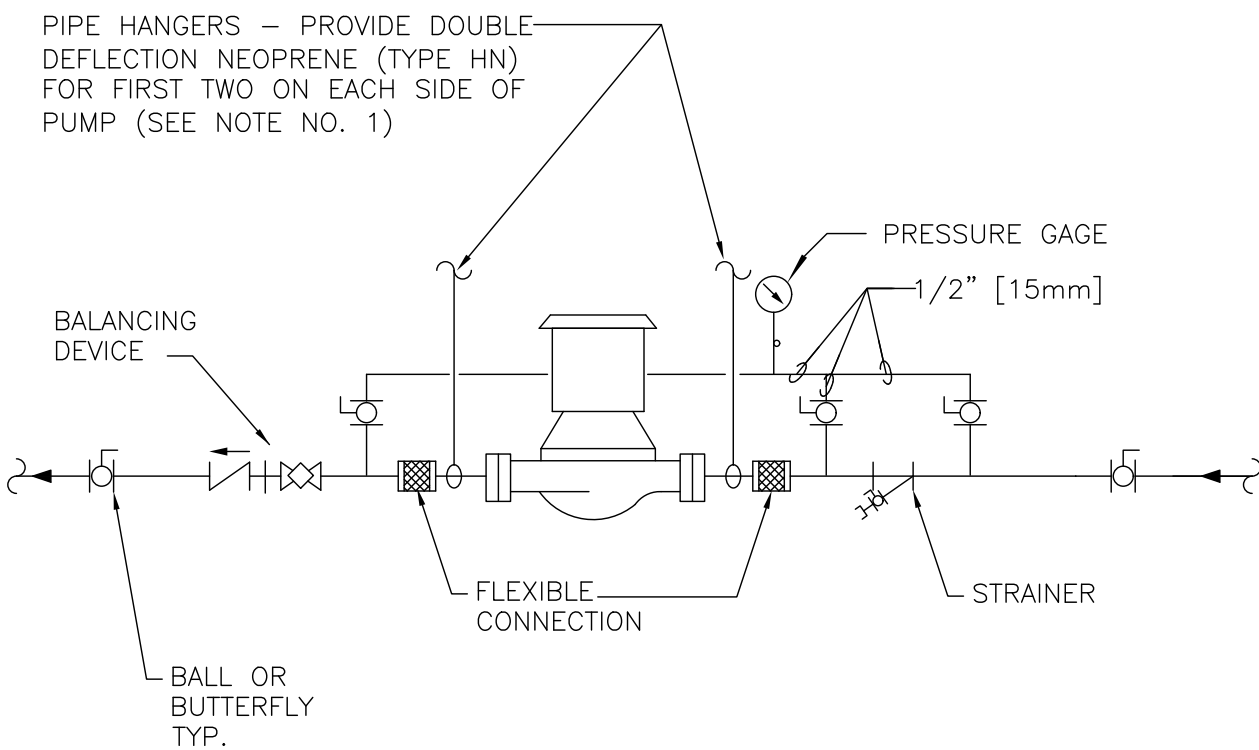 PIPE HANGERS – PROVIDE DOUBLE
DEFLECTION NEOPRENE (TYPE HN)
FOR FIRST TWO ON EACH SIDE OF
PUMP (SEE NOTE NO. 1)
PRESSURE GAGE
1/2” [15mm]
BALANCING
DEVICE
FLEXIBLE
CONNECTION
STRAINER
BALL OR
BUTTERFLY
TYP.